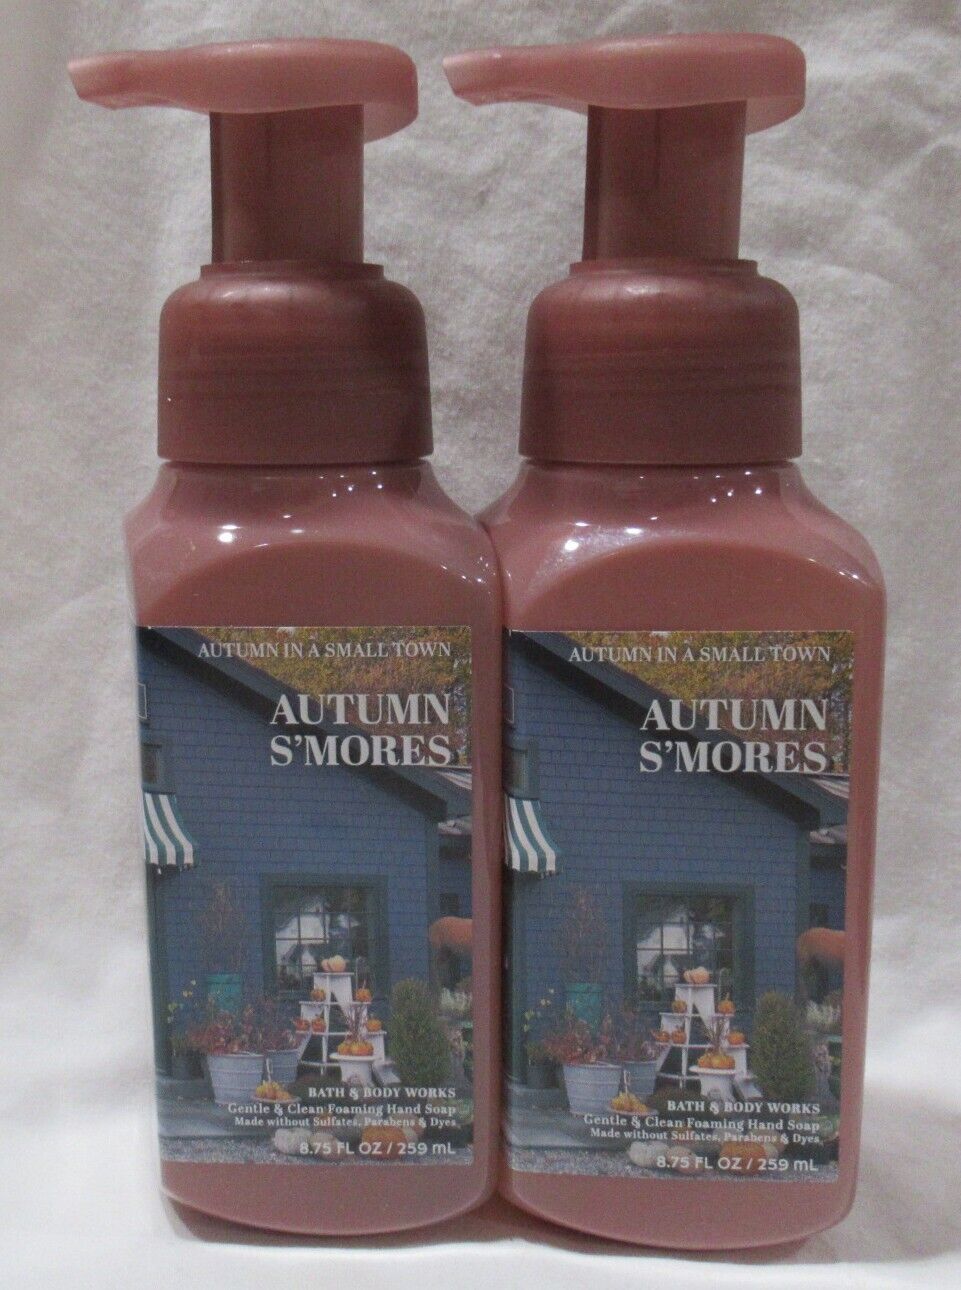 AUTUMN IN A SMALL TOWN
AUTUMN
S'MORES
BATH & BODY WORKS
Gentle & Clean Foaming Hand Soap
Made without Sulfates, Parabens & Dyes
8.75 FL OZ / 259 mL
AUTUMN IN A SMALL TOWN
AUTUMN
S'MORES
BATH & BODY WORKS
Gentle & Clean Foaming Hand Soap
Made without Sulfates, Parabens & Dyes
8.75 FL OZ / 259 mL